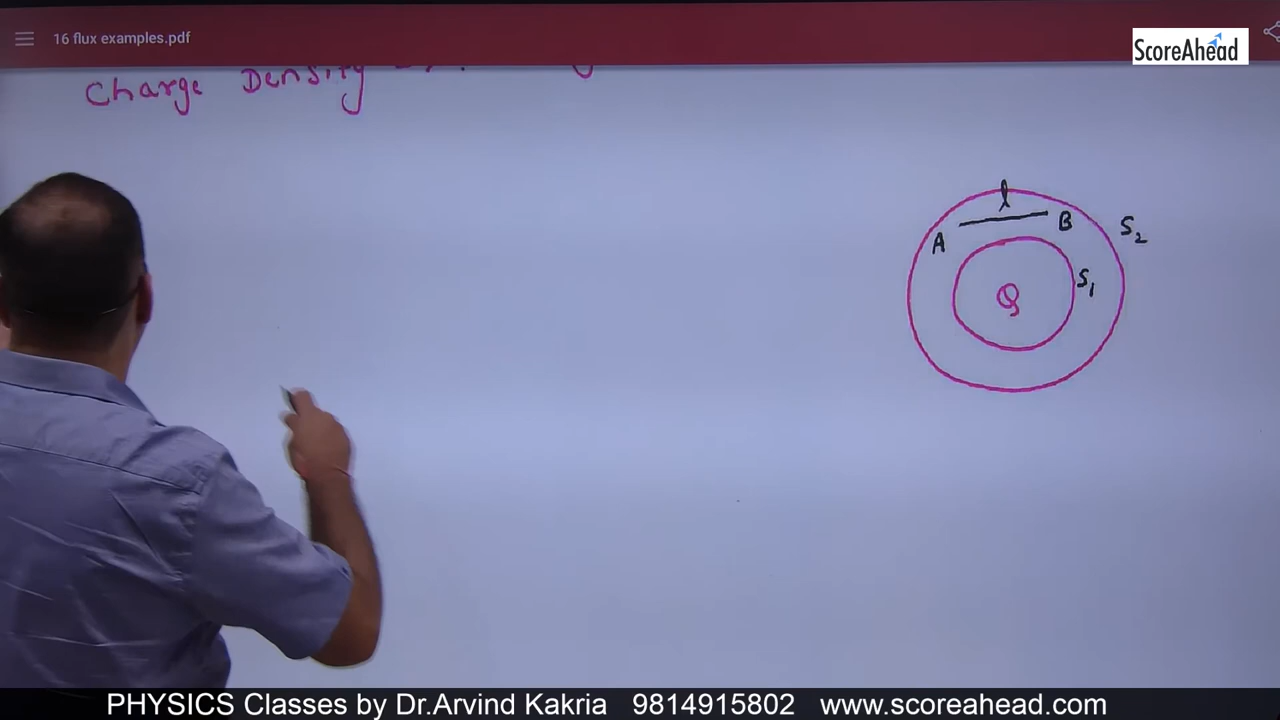 16 flux examples.pdf
ScoreAhead
Charge Density
l
A B S₂
S₁
Q
PHYSICS Classes by Dr.Arvind Kakria 9814915802 www.scoreahead.com